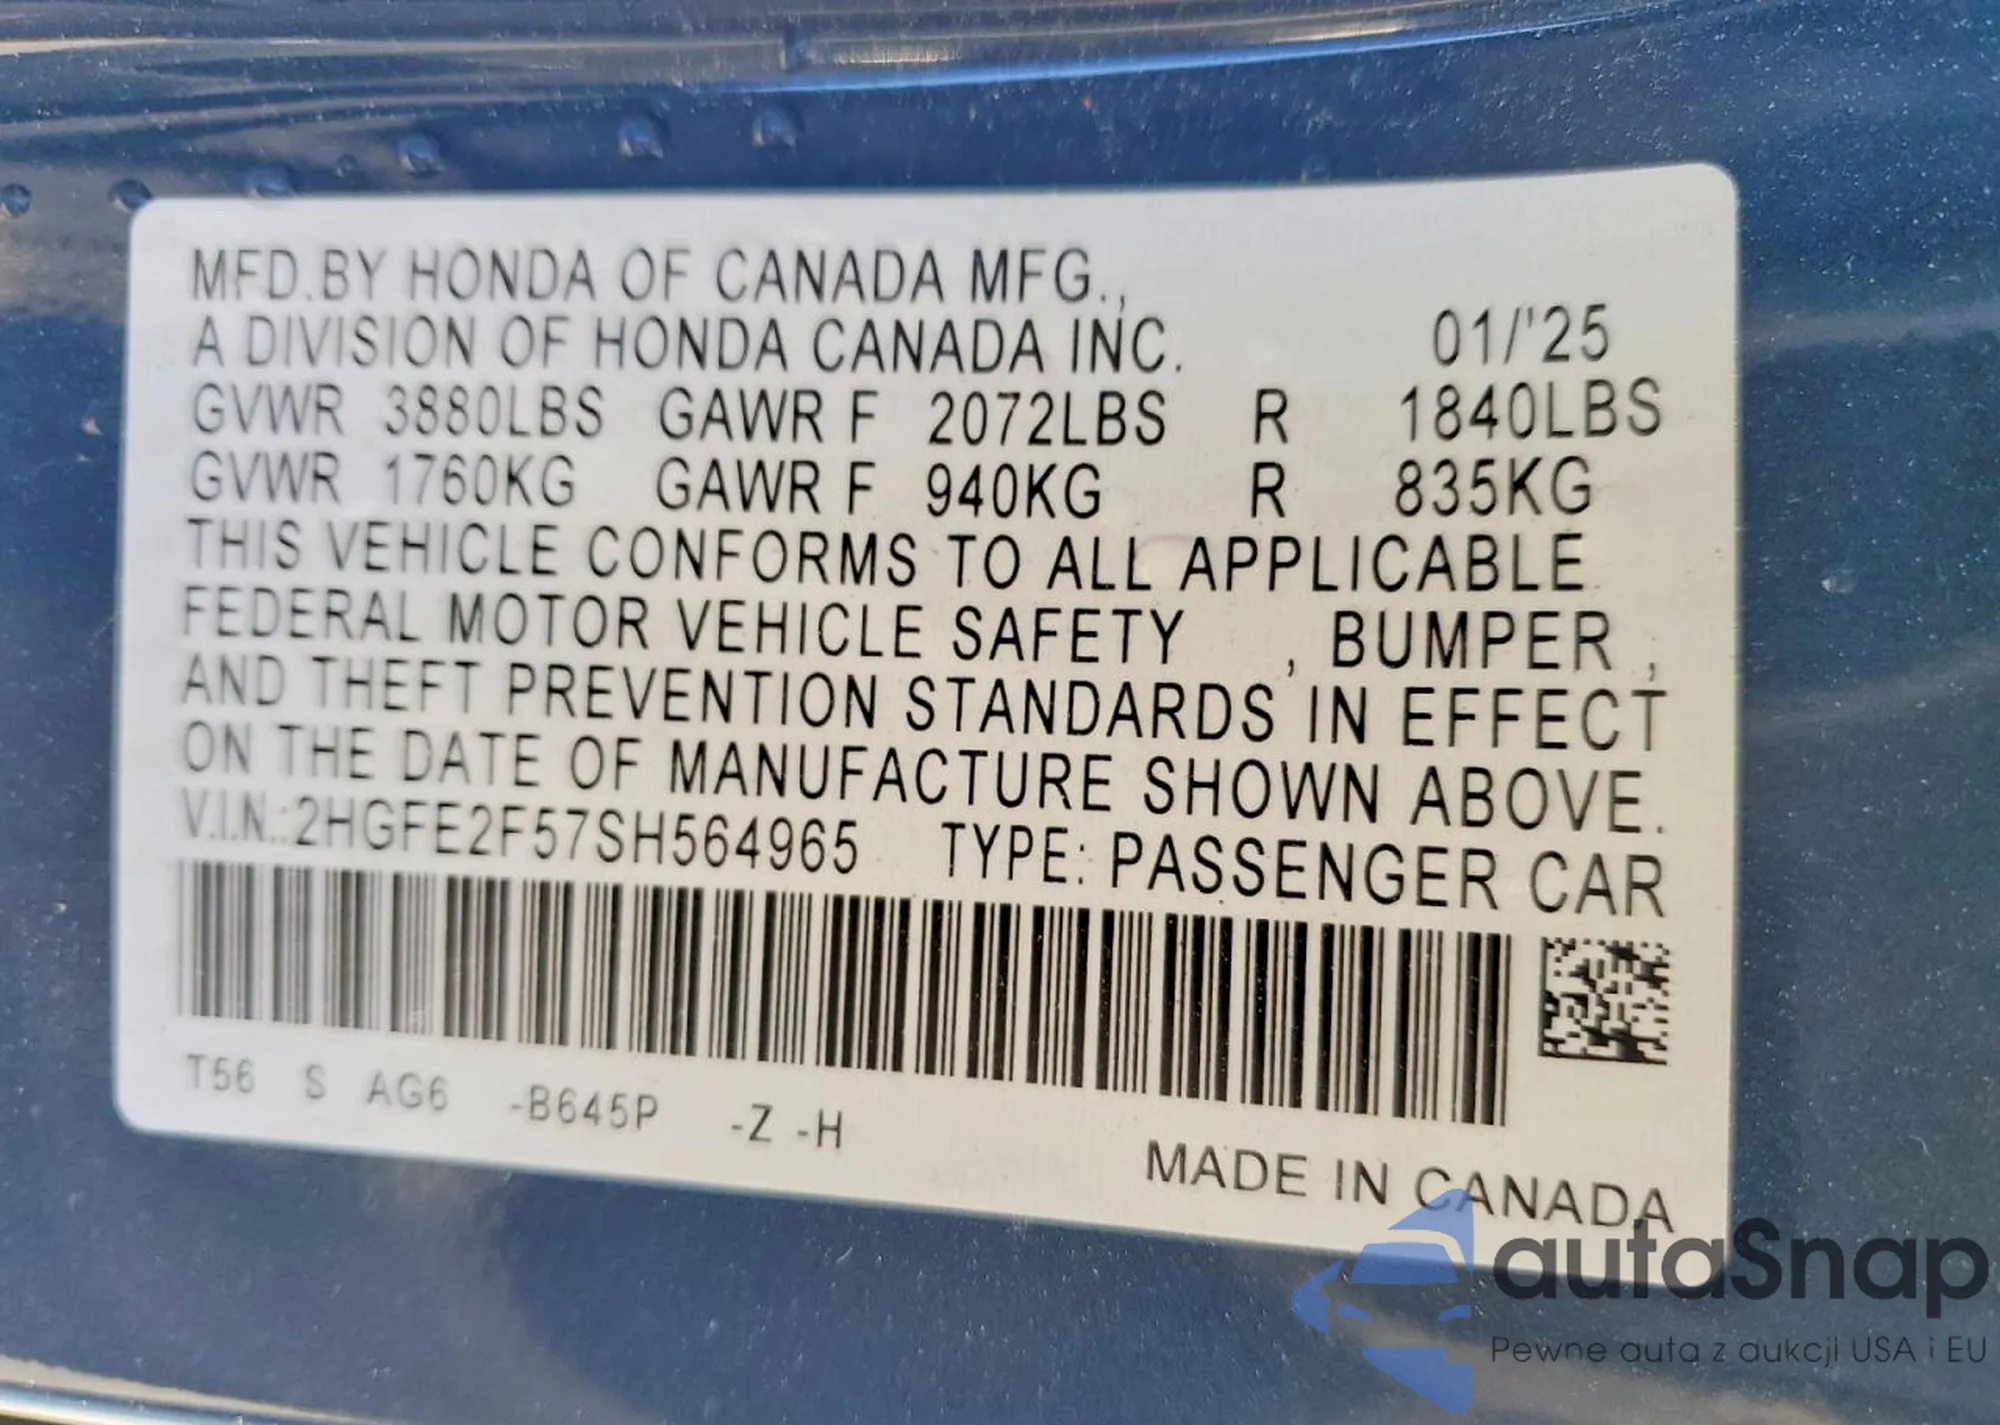 MFD.BY HONDA OF CANADA MFG.,
A DIVISION OF HONDA CANADA INC. 01/'25
GVWR 3880LBS GAWR F 2072LBS R 1840LBS
GVWR 1760KG GAWR F 940KG R 835KG
THIS VEHICLE CONFORMS TO ALL APPLICABLE
FEDERAL MOTOR VEHICLE SAFETY , BUMPER ,
AND THEFT PREVENTION STANDARDS IN EFFECT
ON THE DATE OF MANUFACTURE SHOWN ABOVE.
V.I.N.:2HGFE2F57SH564965 TYPE: PASSENGER CAR
T56 S AG6 -B645P -Z -H
MADE IN CANADA
autaSnap
Pewne auta z aukcji USA i EU